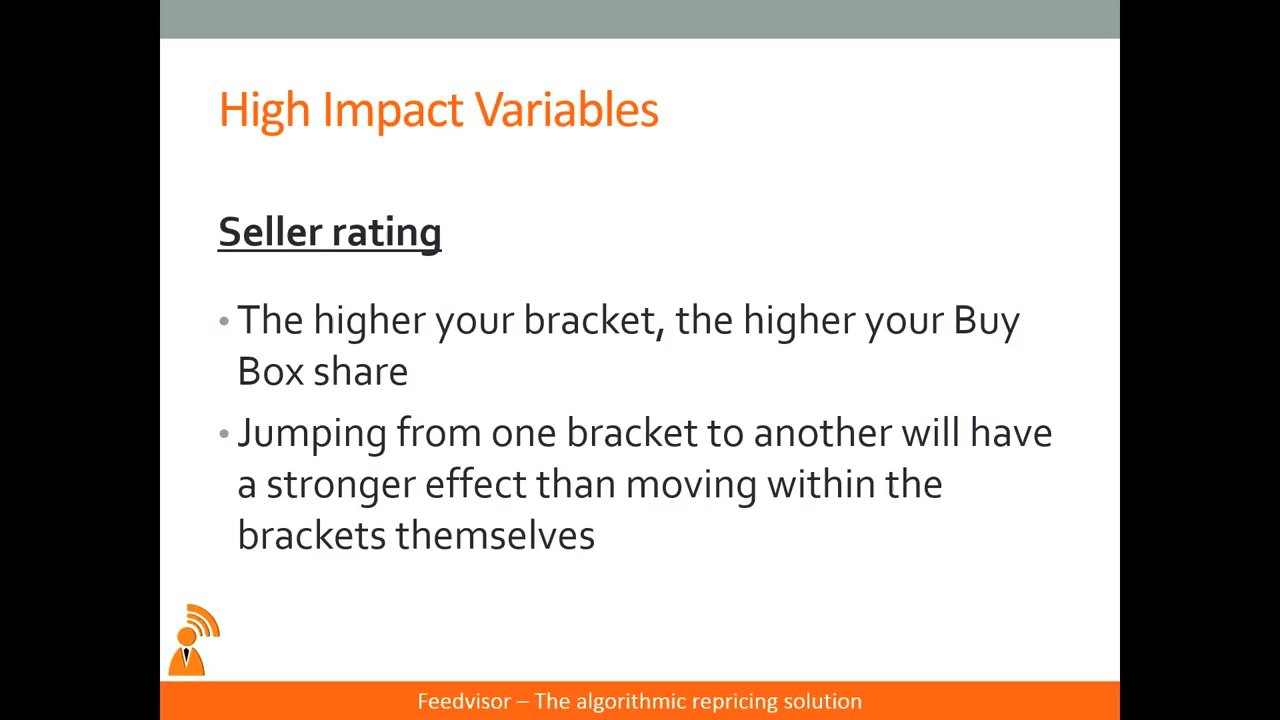 High Impact Variables
Seller rating
• The higher your bracket, the higher your Buy
Box share
• Jumping from one bracket to another will have
a stronger effect than moving within the
brackets themselves
Feedvisor – The algorithmic repricing solution